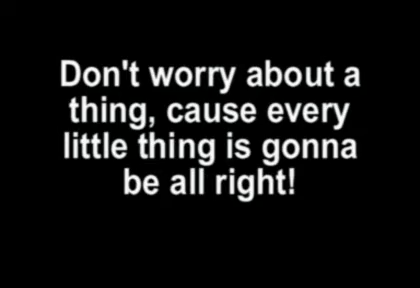 Don't worry about a
thing, cause every
little thing is gonna
be all right!